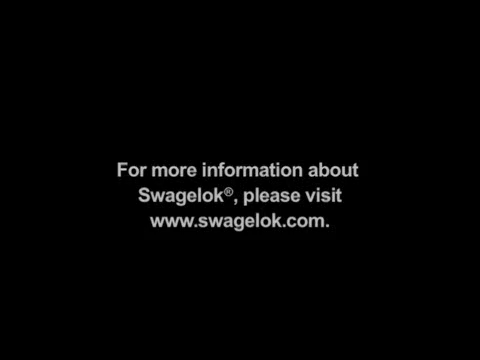 For more information about
Swagelok®, please visit
www.swagelok.com.